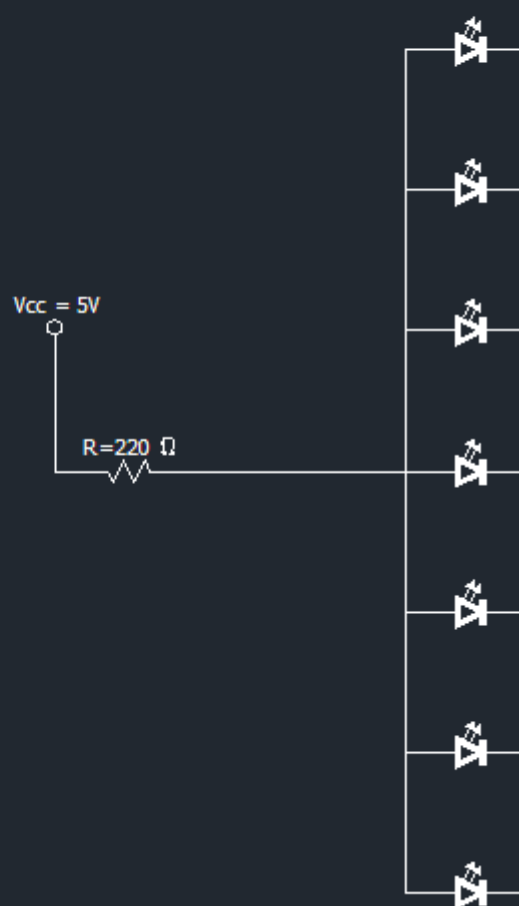 Vcc = 5V
R=220 Ω